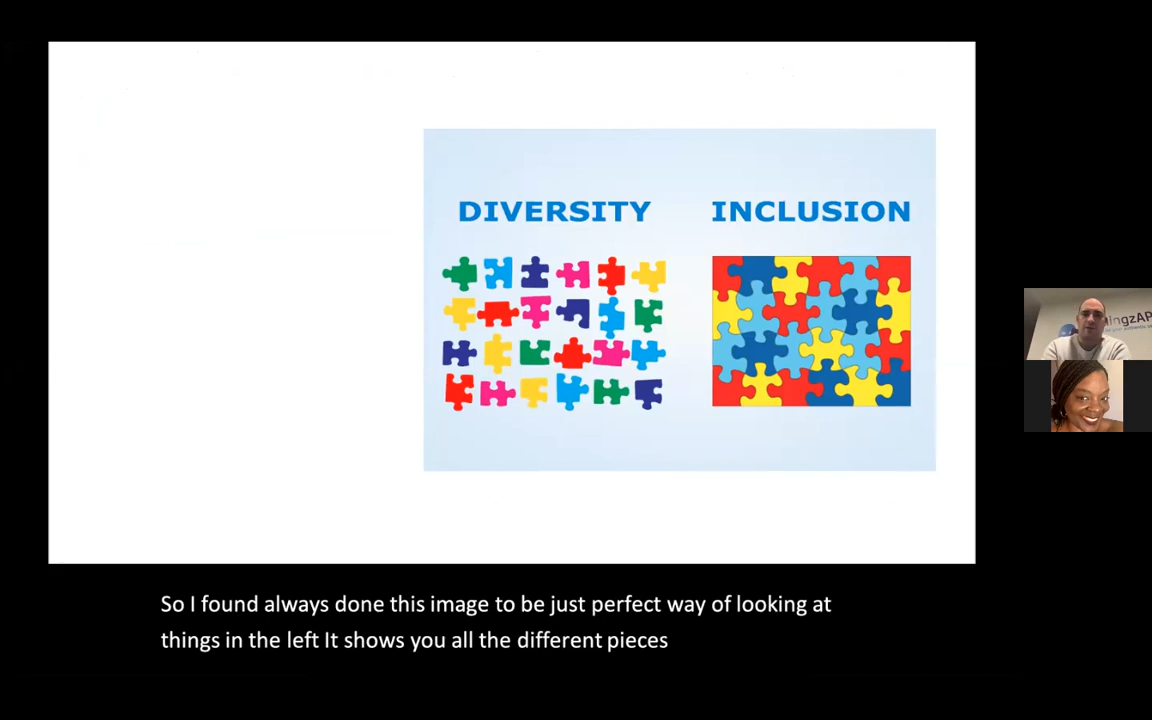 DIVERSITY INCLUSION
ingzAP
So I found always done this image to be just perfect way of looking at
things in the left It shows you all the different pieces